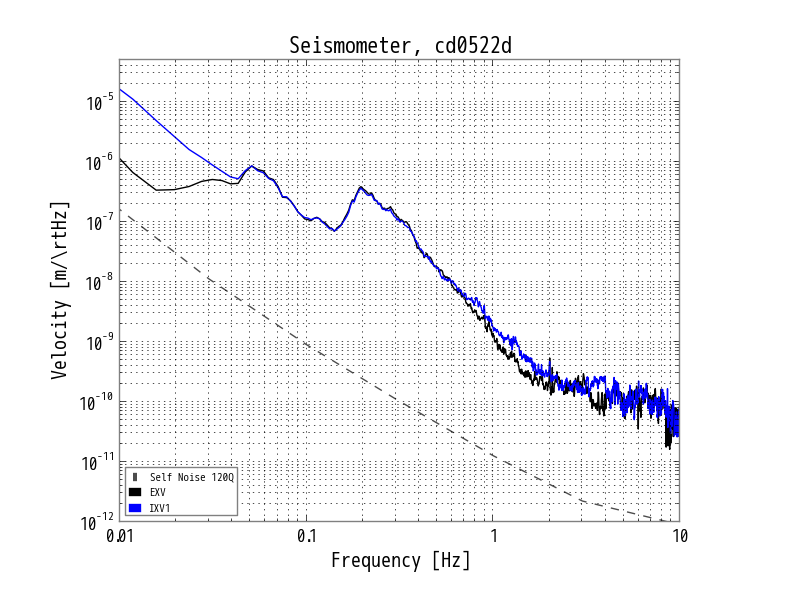 Seismometer, cd0522d
Velocity [m/\rtHz]
10-5
10-6
10-7
10-8
10-9
10-10
10-11
10-12
Self Noise 120Q
EXV
IXV1
0.01 0.1 1 10
Frequency [Hz]